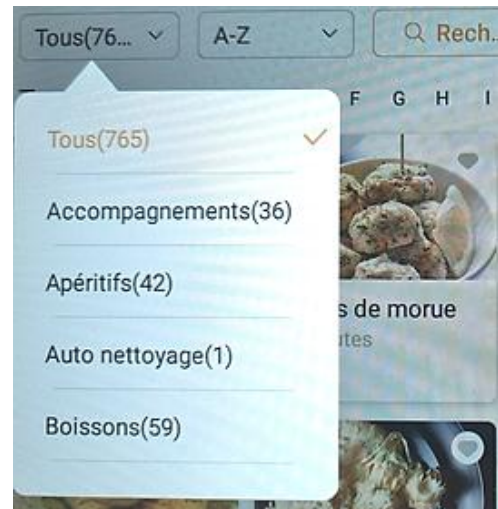 Tous(76... A-Z Rech..
F G H I
Tous(765)
Accompagnements(36)
Apéritifs(42)
s de morue
Auto nettoyage(1)
Boissons(59)